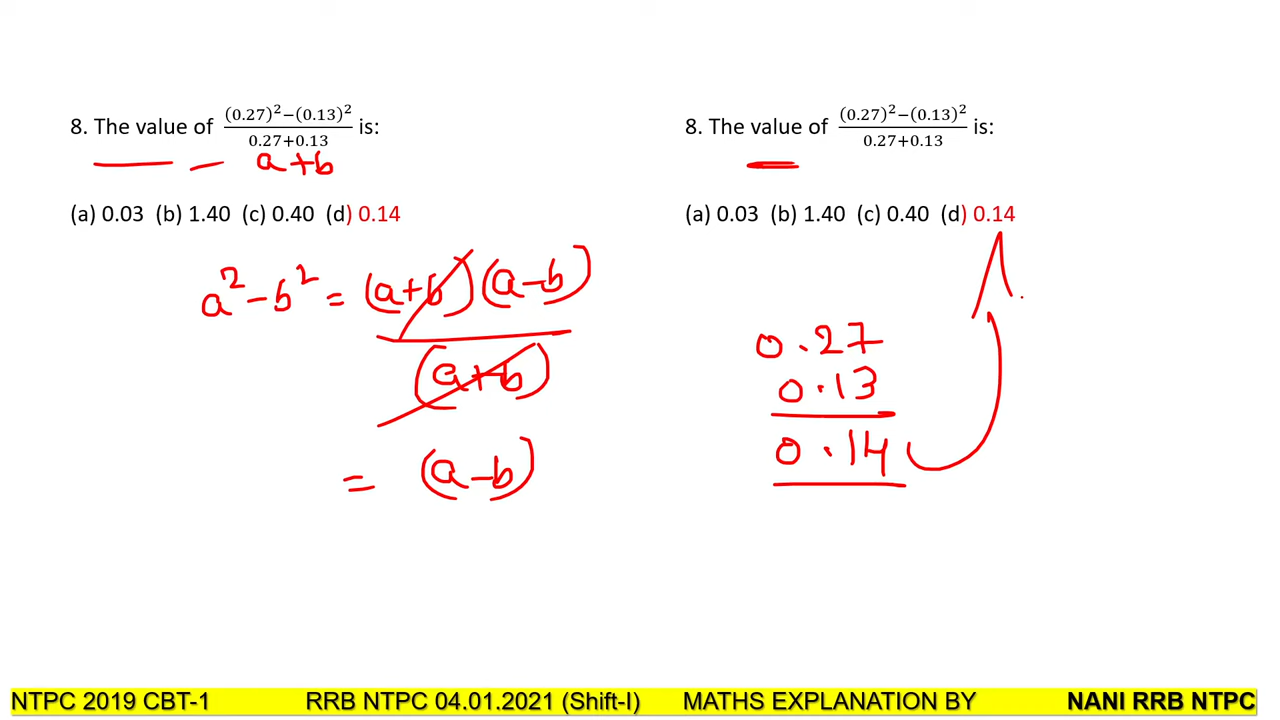 8. The value of (0.27)²−(0.13)² / 0.27+0.13 is:
a+b
(a) 0.03 (b) 1.40 (c) 0.40 (d) 0.14
a² - b² = (a+b)(a-b)
(a+b)
= (a-b)
8. The value of (0.27)²−(0.13)² / 0.27+0.13 is:
(a) 0.03 (b) 1.40 (c) 0.40 (d) 0.14
0.27
0.13
0.14
NTPC 2019 CBT-1 RRB NTPC 04.01.2021 (Shift-I) MATHS EXPLANATION BY NANI RRB NTPC